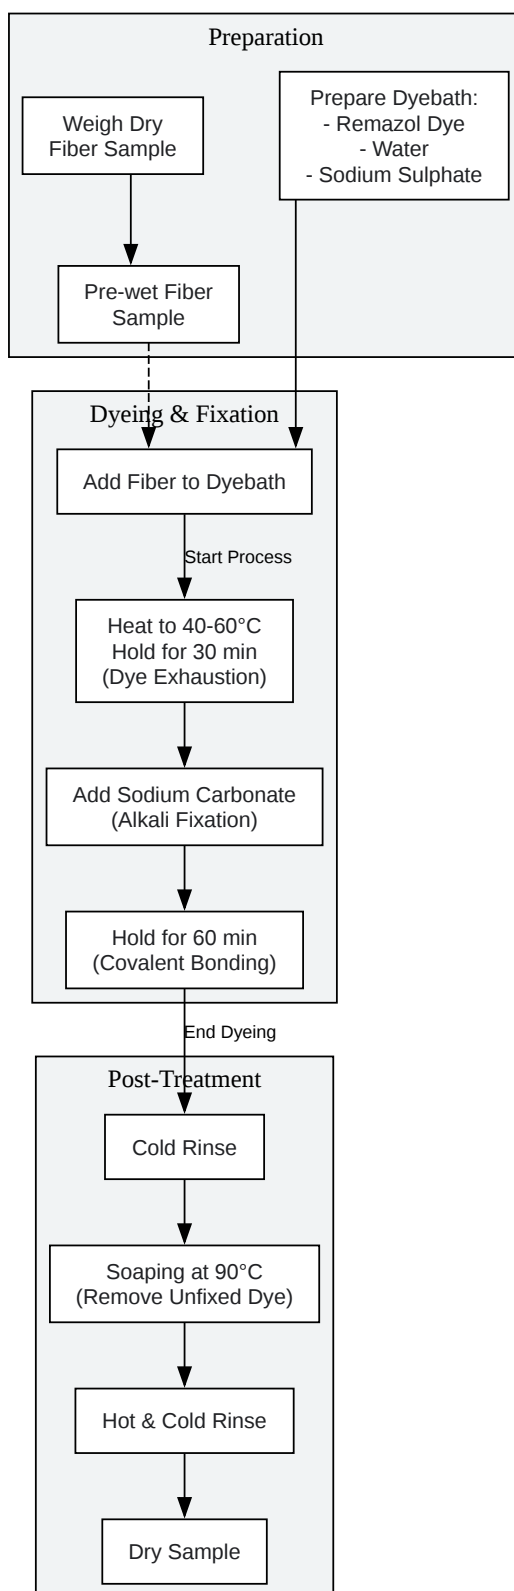 Preparation
Weigh Dry
Fiber Sample
Prepare Dyebath:
- Remazol Dye
- Water
- Sodium Sulphate
Pre-wet Fiber
Sample
Dyeing & Fixation
Add Fiber to Dyebath
Start Process
Heat to 40-60°C
Hold for 30 min
(Dye Exhaustion)
Add Sodium Carbonate
(Alkali Fixation)
Hold for 60 min
(Covalent Bonding)
End Dyeing
Post-Treatment
Cold Rinse
Soaping at 90°C
(Remove Unfixed Dye)
Hot & Cold Rinse
Dry Sample